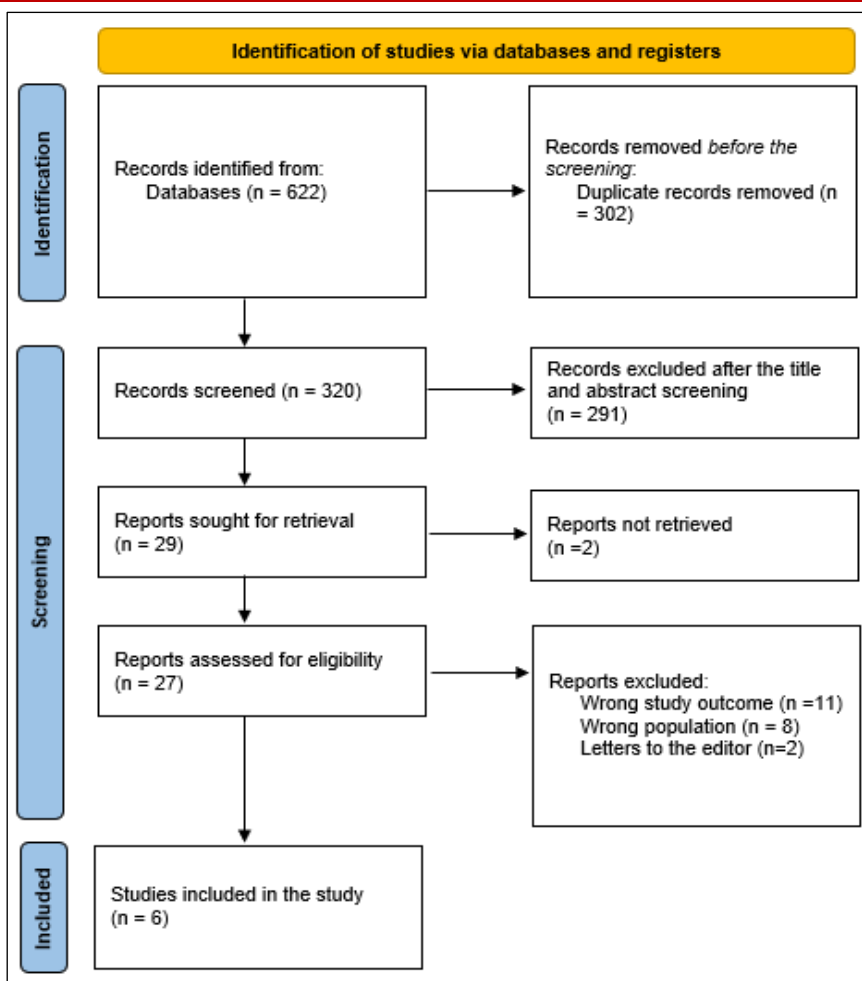 Identification of studies via databases and registers
Identification
Records identified from:
Databases (n = 622)
Records removed before the
screening:
Duplicate records removed (n
= 302)
Screening
Records screened (n = 320)
Records excluded after the title
and abstract screening
(n = 291)
Reports sought for retrieval
(n = 29)
Reports not retrieved
(n =2)
Reports assessed for eligibility
(n = 27)
Reports excluded:
Wrong study outcome (n =11)
Wrong population (n = 8)
Letters to the editor (n=2)
Included
Studies included in the study
(n = 6)